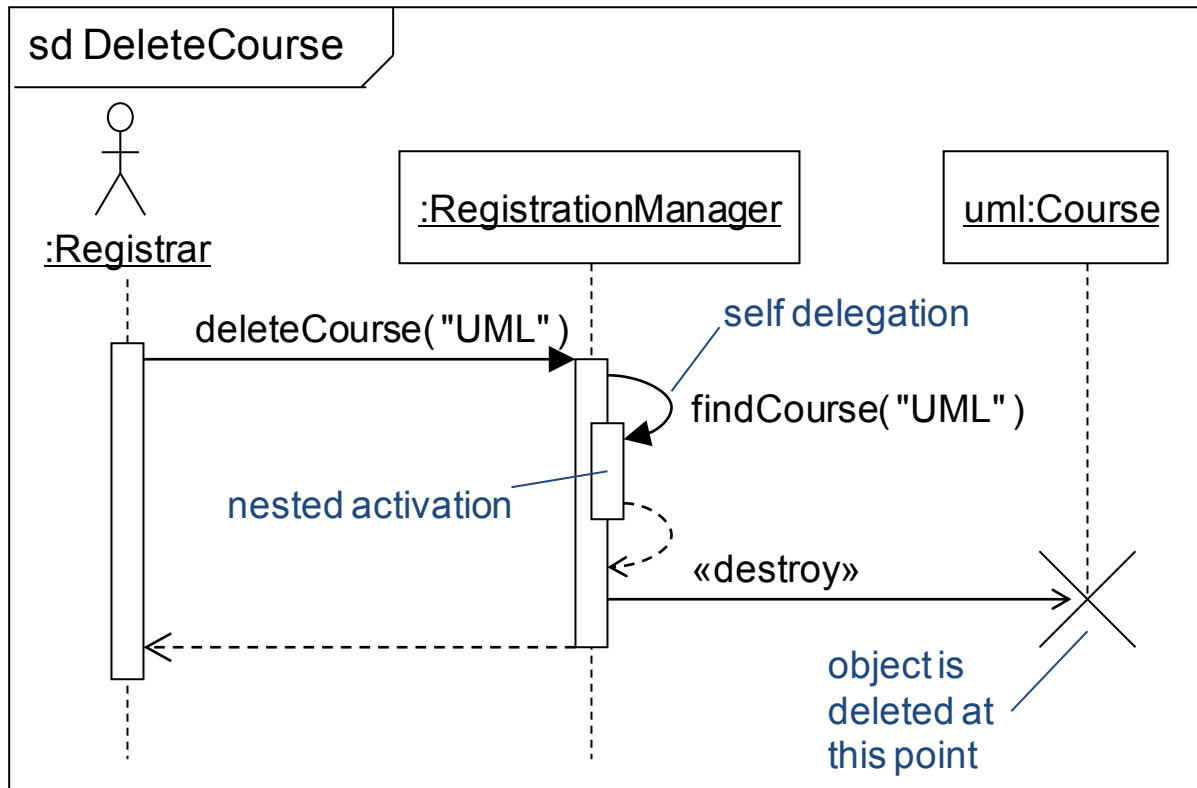 sd DeleteCourse
:Registrar
:RegistrationManager
uml:Course
self delegation
deleteCourse( "UML" )
findCourse( "UML" )
nested activation
«destroy»
object is
deleted at
this point